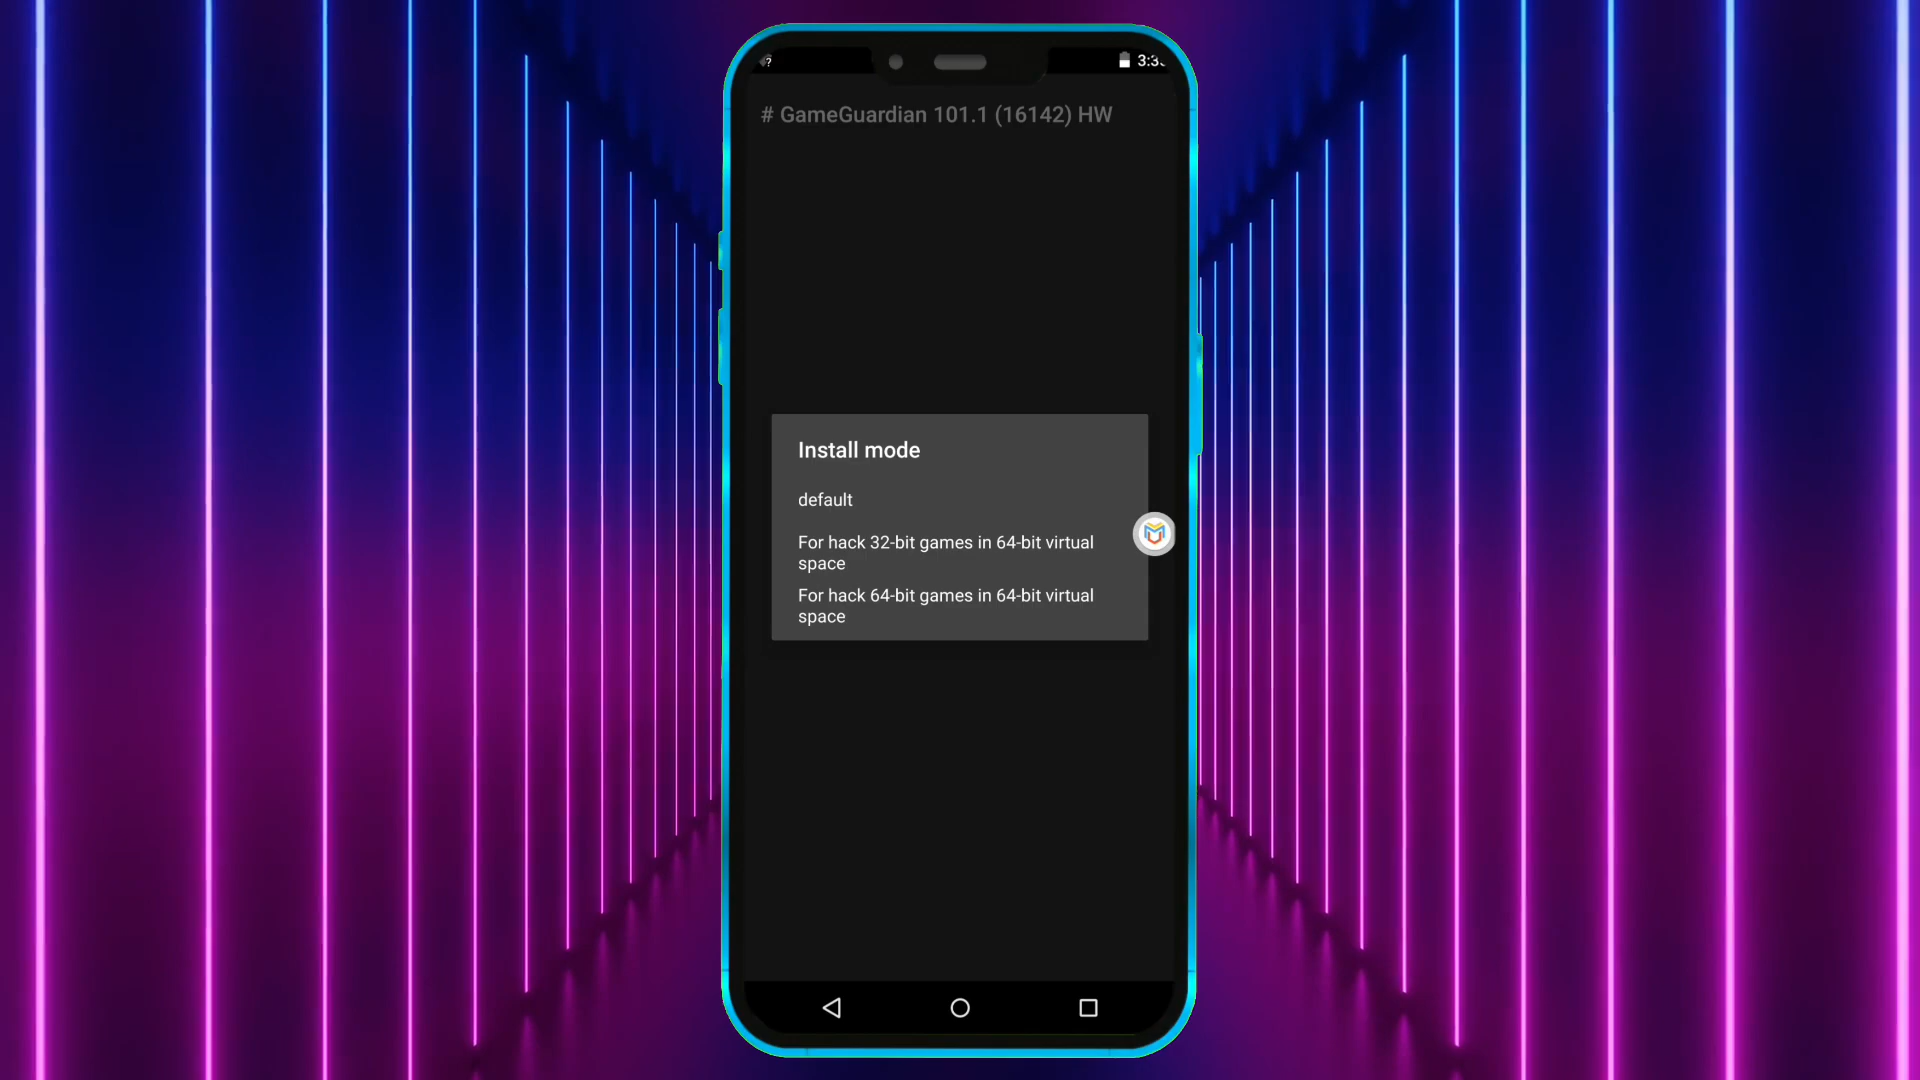 # GameGuardian 101.1 (16142) HW
Install mode
default
For hack 32-bit games in 64-bit virtual
space
For hack 64-bit games in 64-bit virtual
space